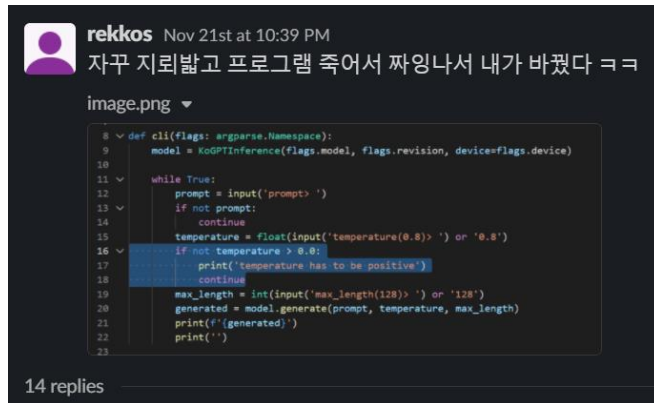 rekkos Nov 21st at 10:39 PM
자꾸 지뢰밟고 프로그램 죽어서 짜잉나서 내가 바꿨다 ㅋㅋ
image.png
8 def cli(flags: argparse.Namespace):
9 model = KoGPTInference(flags.model, flags.revision, device=flags.device)
10
11 while True:
12 prompt = input('prompt> ')
13 if not prompt:
14 continue
15 temperature = float(input('temperature(0.8)> ') or '0.8')
16 if not temperature > 0.0:
17 print('temperature has to be positive')
18 continue
19 max_length = int(input('max_length(128)> ') or '128')
20 generated = model.generate(prompt, temperature, max_length)
21 print(f'{generated}')
22 print('')
23
14 replies